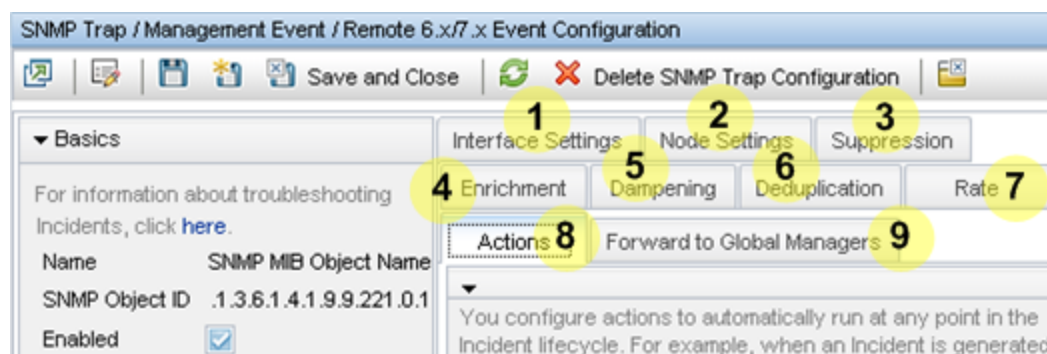 SNMP Trap / Management Event / Remote 6.x/7.x Event Configuration
Save and Close Delete SNMP Trap Configuration
1 2 3
▼ Basics Interface Settings Node Settings Suppression
5 6
4 Enrichment Dampening Deduplication Rate 7
For information about troubleshooting
Incidents, click here.
Actions 8 Forward to Global Managers 9
Name SNMP MIB Object Name
SNMP Object ID .1.3.6.1.4.1.9.9.221.0.1
Enabled
You configure actions to automatically run at any point in the
Incident lifecycle. For example, when an Incident is generated